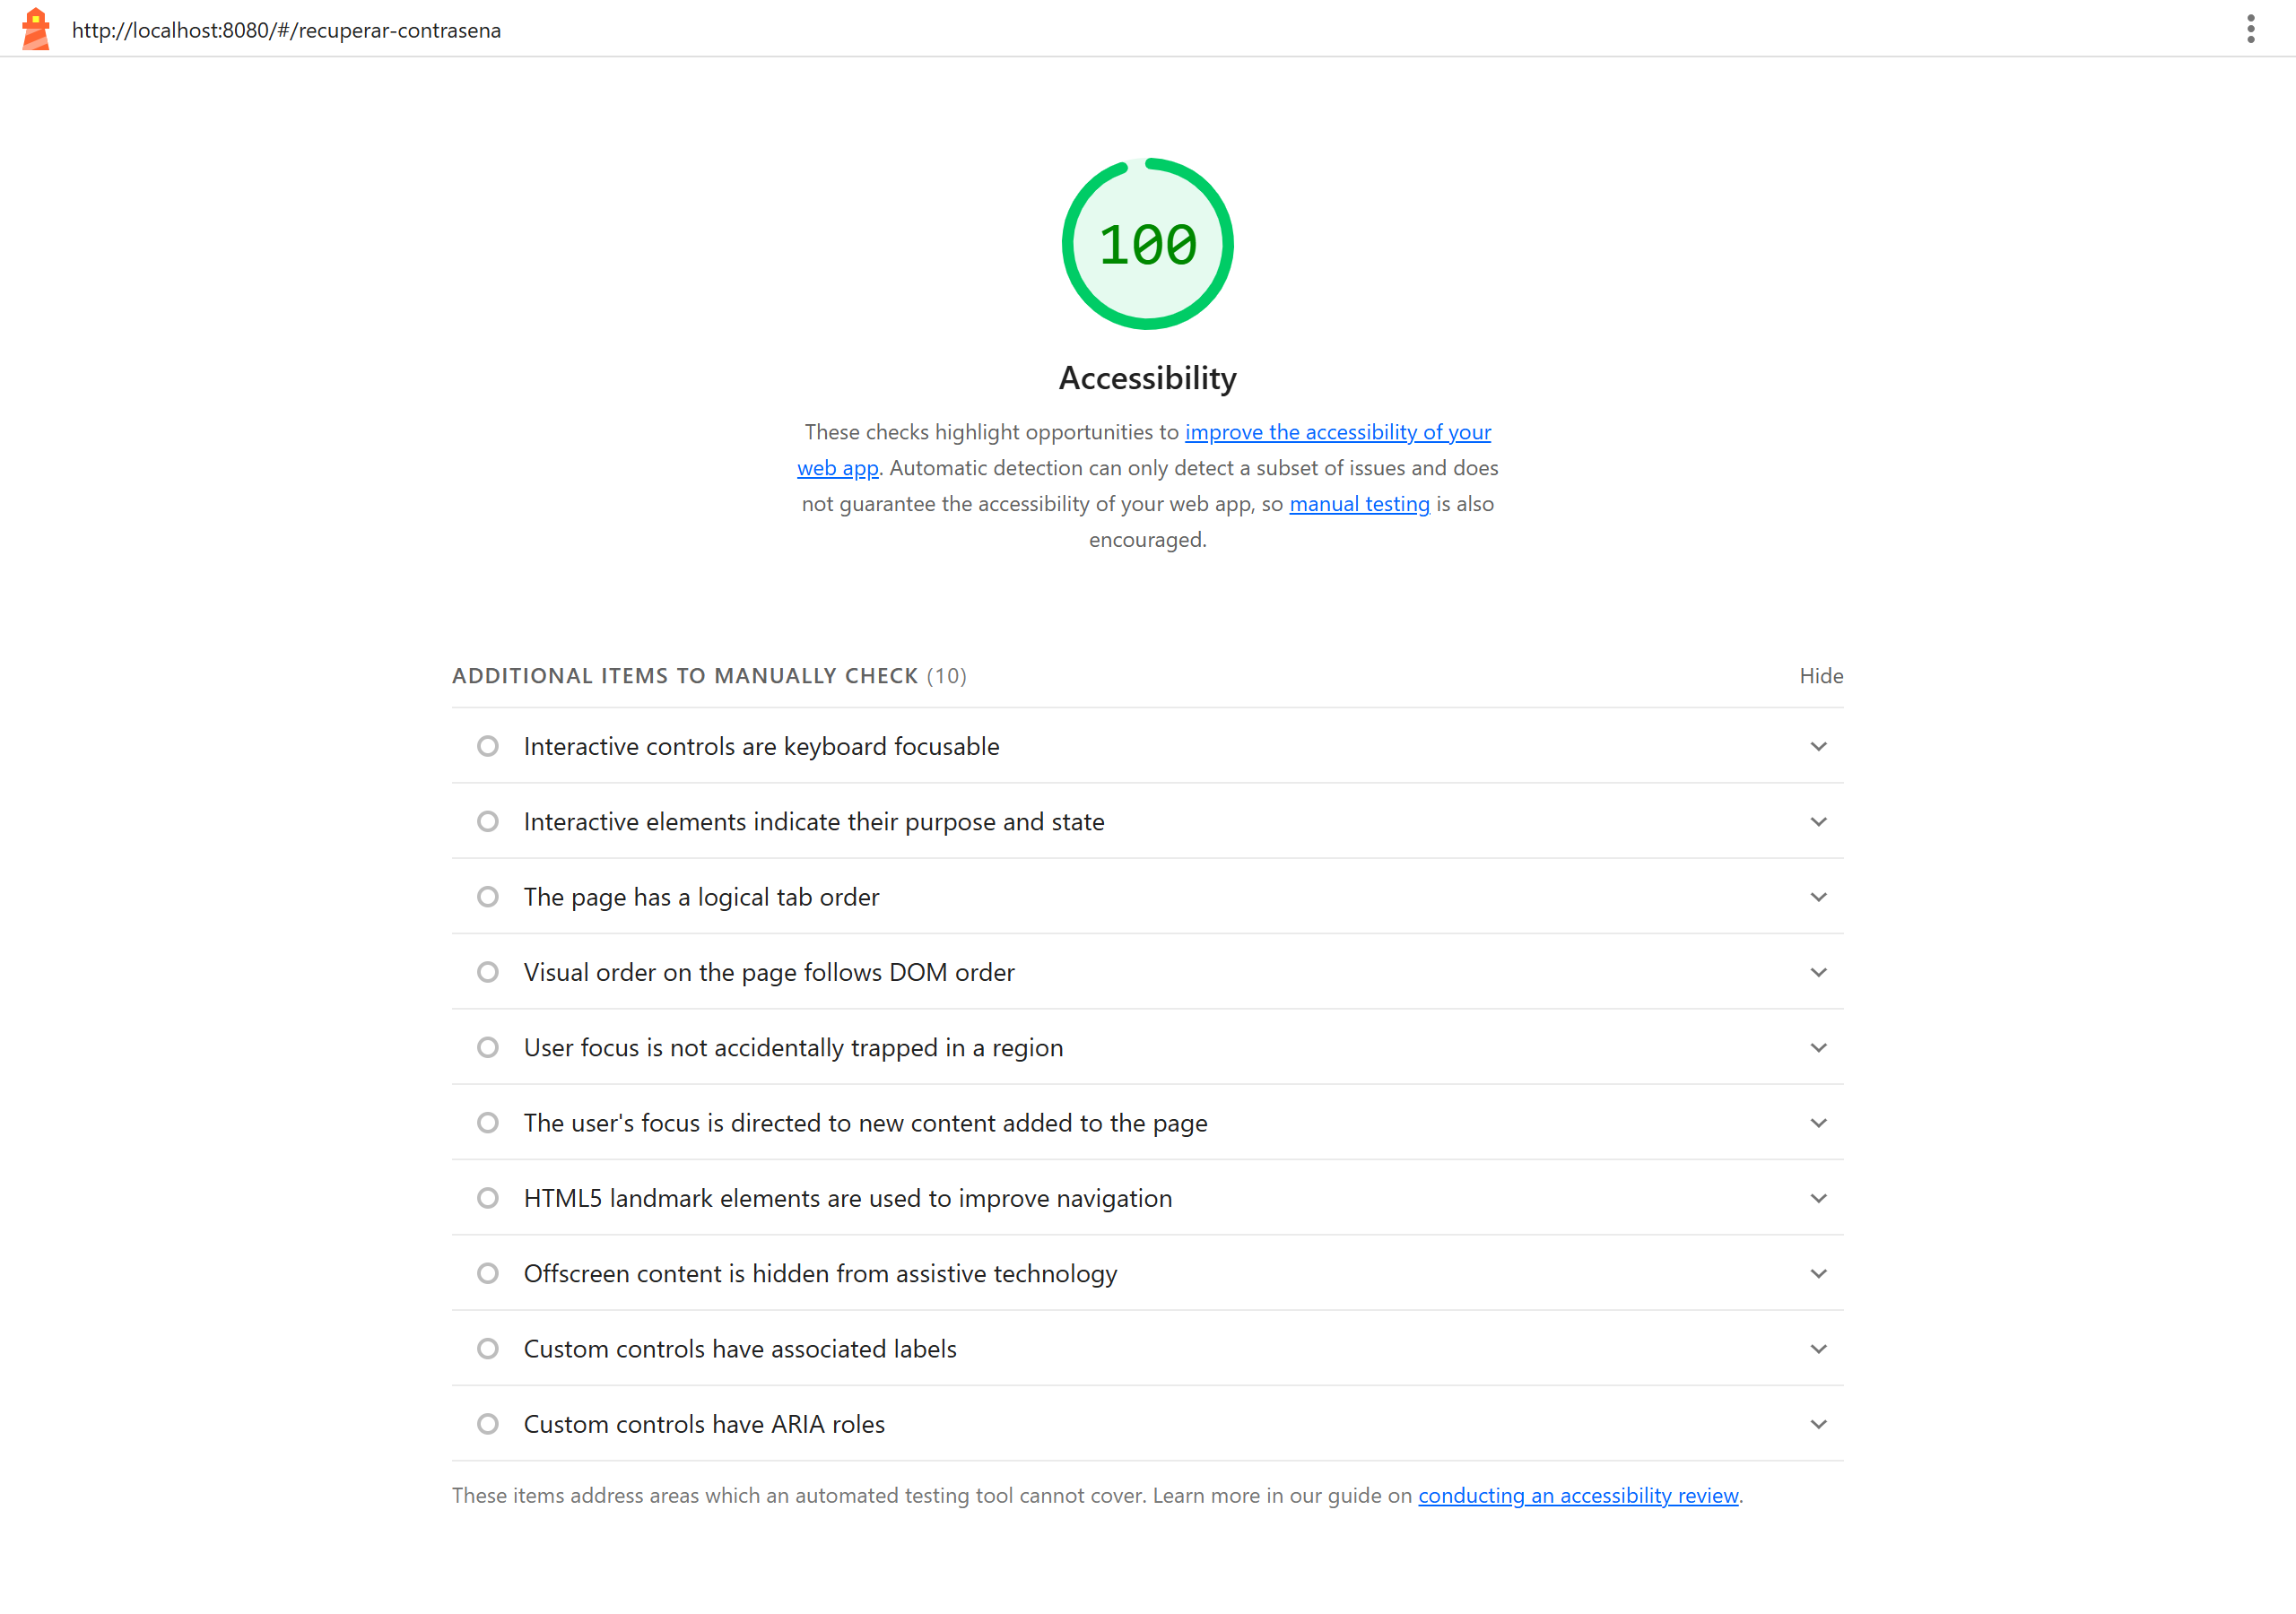 http://localhost:8080/#/recuperar-contrasena
100
Accessibility
These checks highlight opportunities to improve the accessibility of your
web app. Automatic detection can only detect a subset of issues and does
not guarantee the accessibility of your web app, so manual testing is also
encouraged.
ADDITIONAL ITEMS TO MANUALLY CHECK (10) Hide
Interactive controls are keyboard focusable
Interactive elements indicate their purpose and state
The page has a logical tab order
Visual order on the page follows DOM order
User focus is not accidentally trapped in a region
The user's focus is directed to new content added to the page
HTML5 landmark elements are used to improve navigation
Offscreen content is hidden from assistive technology
Custom controls have associated labels
Custom controls have ARIA roles
These items address areas which an automated testing tool cannot cover. Learn more in our guide on conducting an accessibility review.